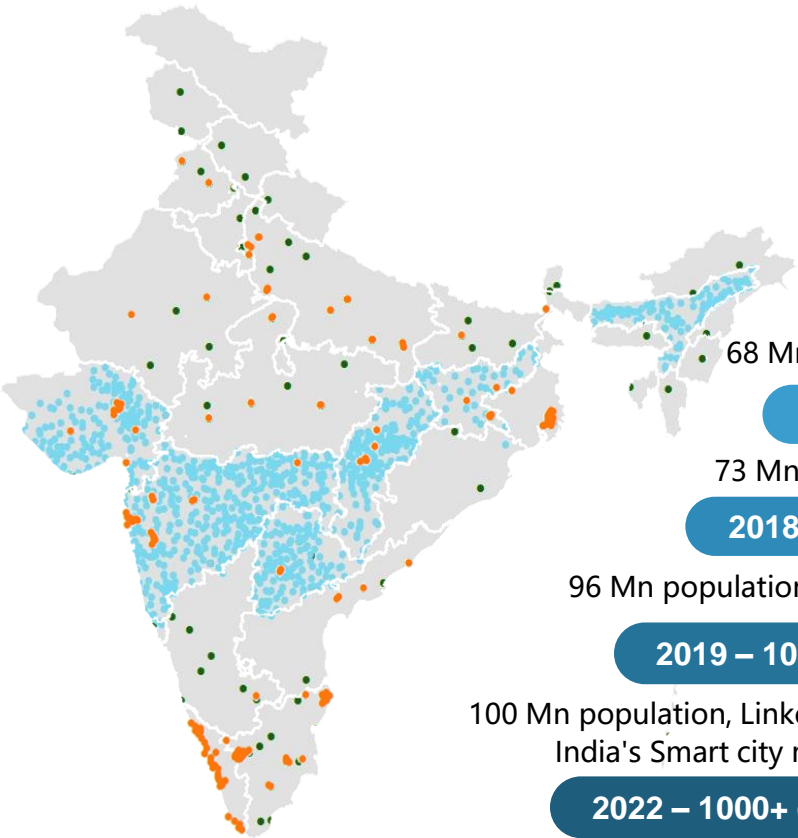 68 Mn
73 Mn
2018
96 Mn population
2019 – 10
100 Mn population, Link
India's Smart city
2022 – 1000+